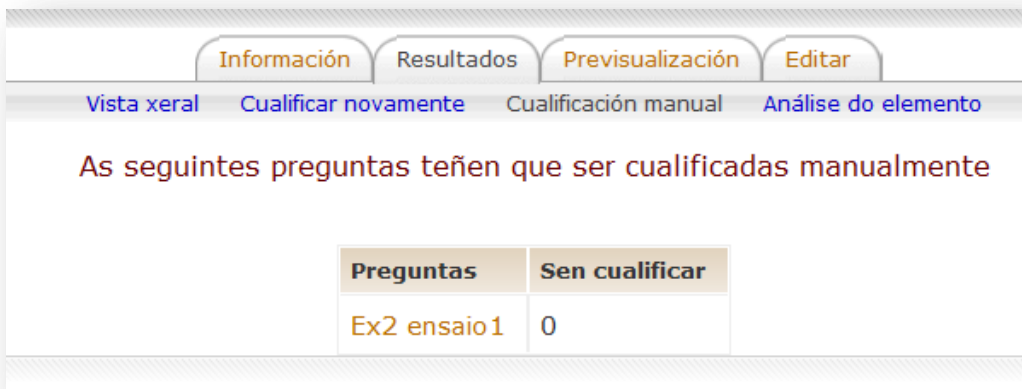 Información Resultados Previsualización Editar
Vista xeral Cualificar novamente Cualificación manual Análise do elemento
As seguintes preguntas teñen que ser cualificadas manualmente
Preguntas Sen cualificar
Ex2 ensaio1 0